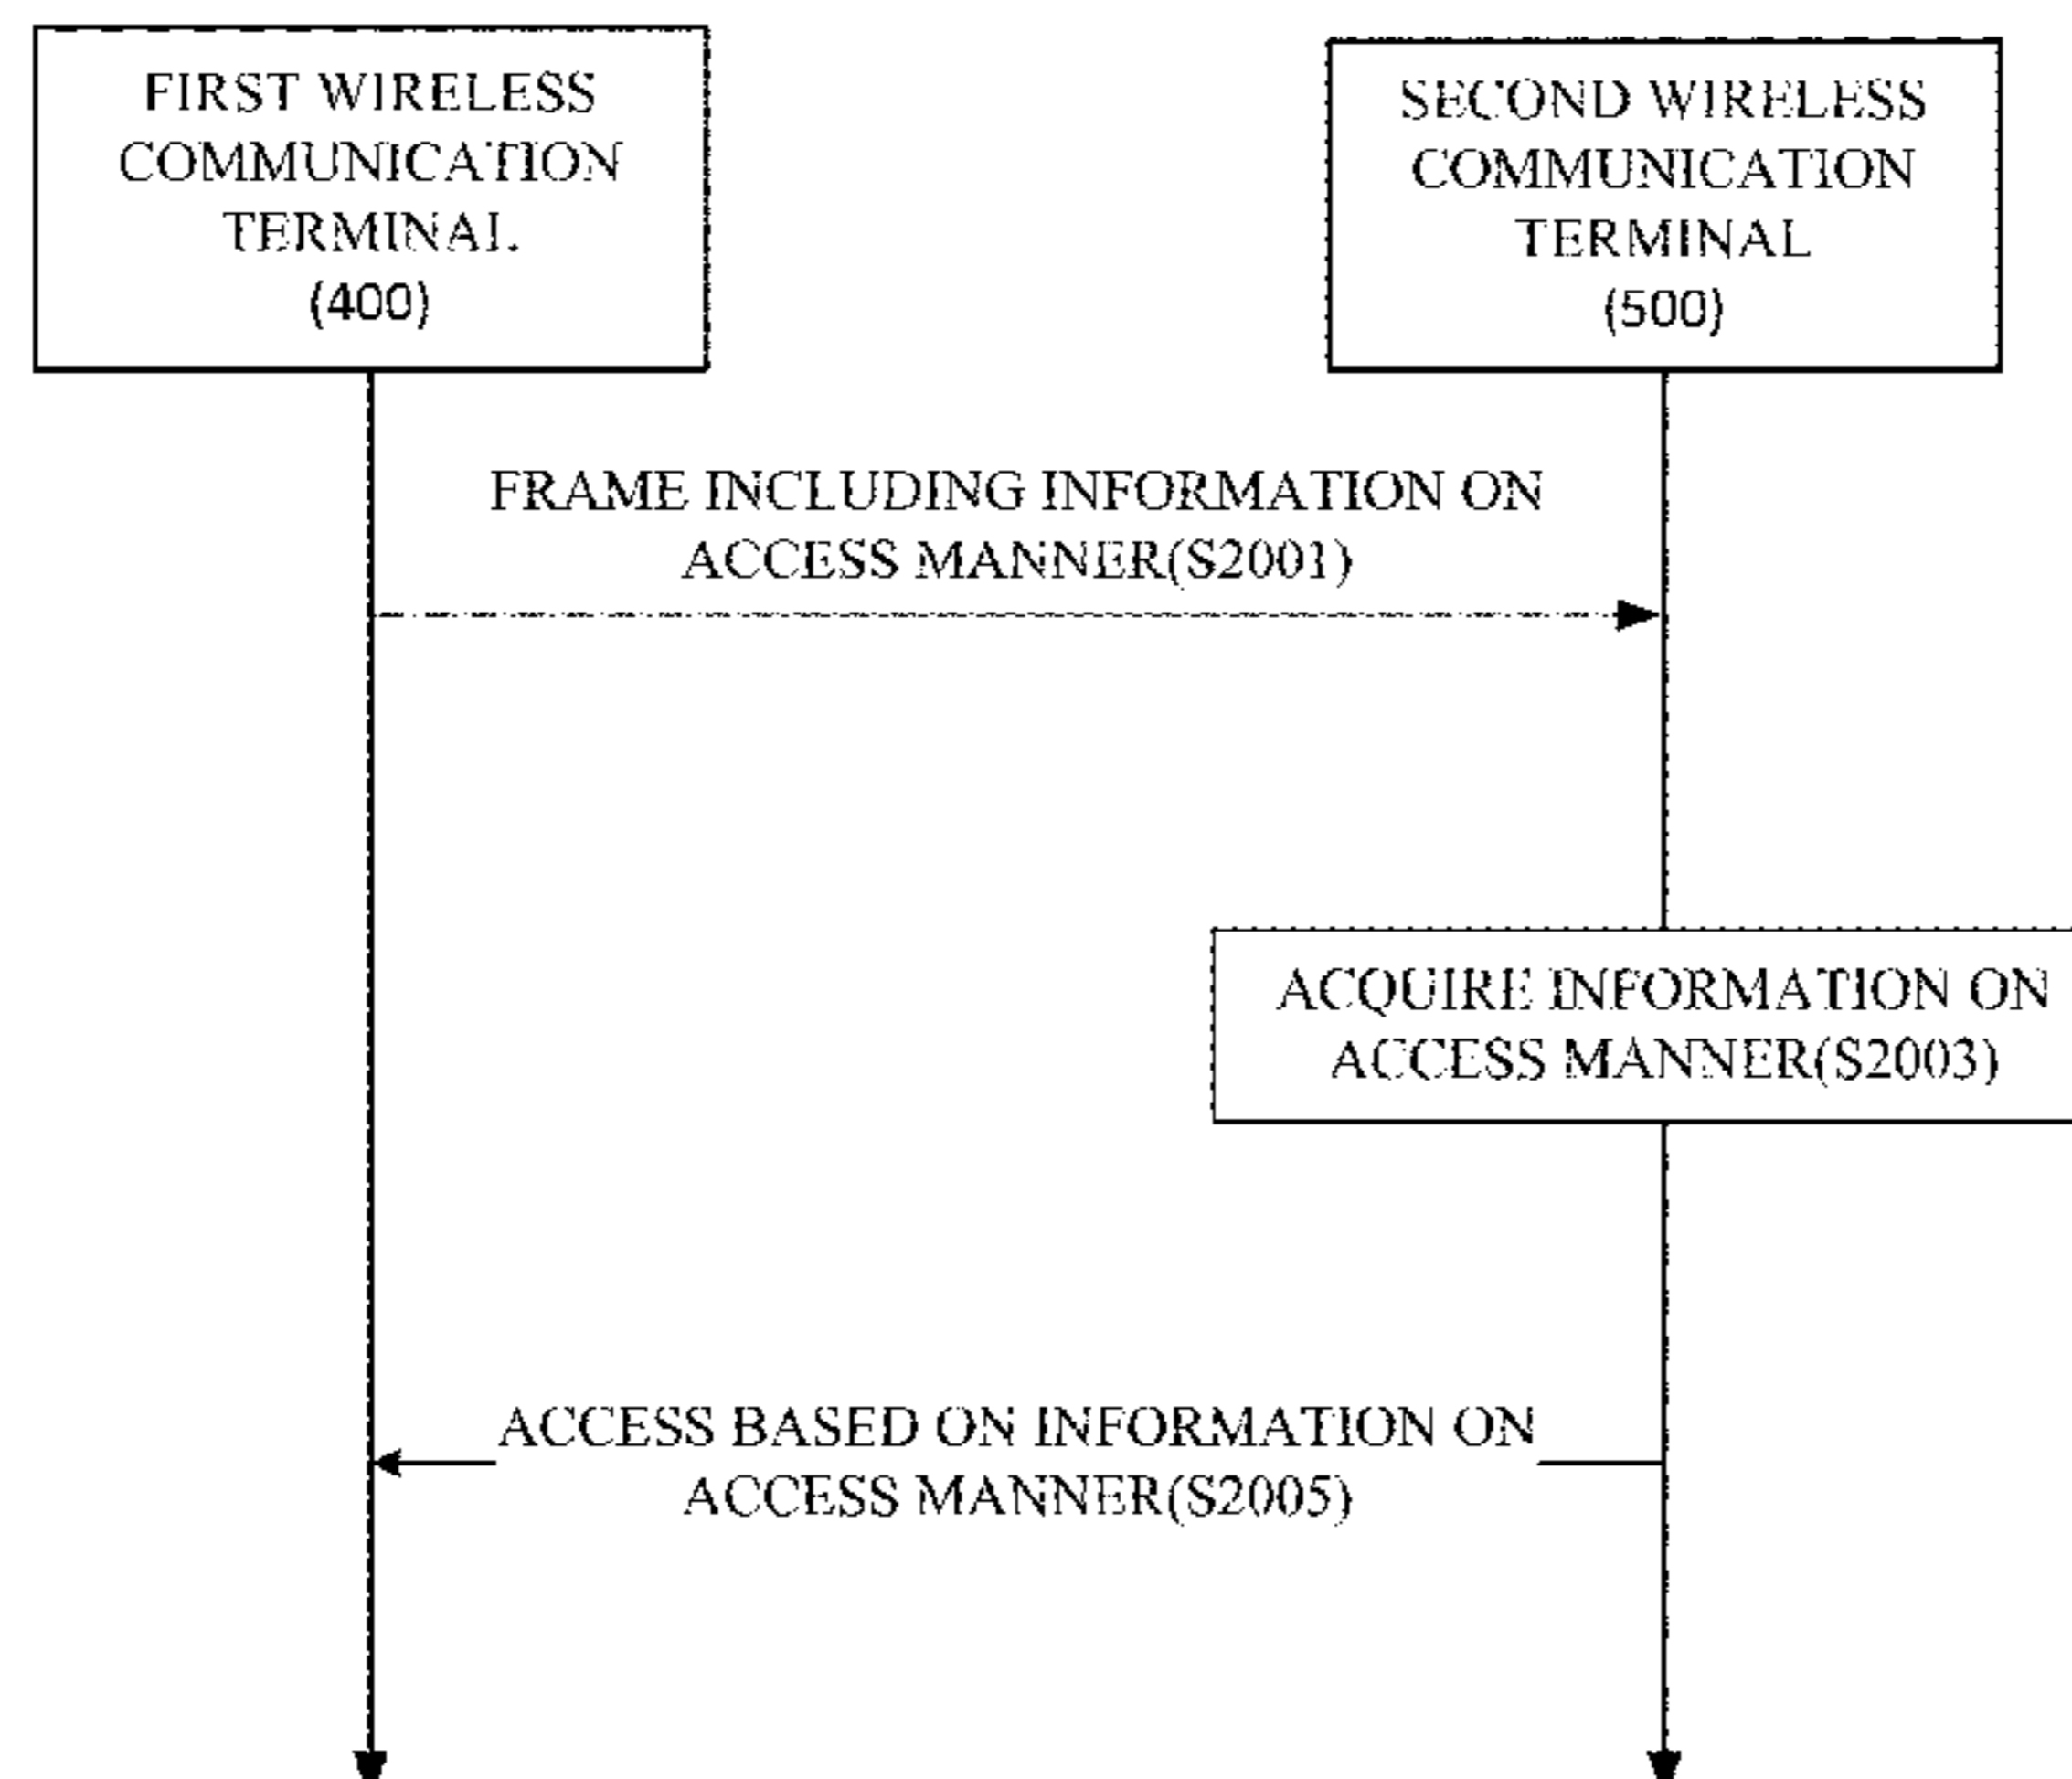 FIRST WIRELESS
COMMUNICATION
TERMINAL
(400)
SECOND WIRELESS
COMMUNICATION
TERMINAL
(500)
FRAME INCLUDING INFORMATION ON
ACCESS MANNER(S2001)
ACQUIRE INFORMATION ON
ACCESS MANNER(S2003)
ACCESS BASED ON INFORMATION ON
ACCESS MANNER(S2005)